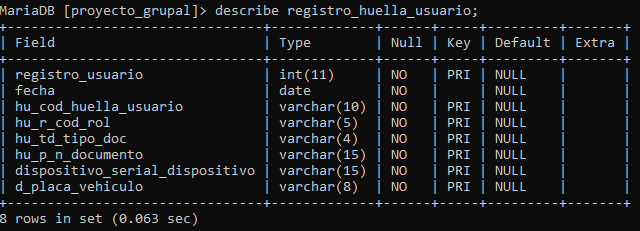 MariaDB [proyecto_grupal]> describe registro_huella_usuario;
+--------------------------------+-------------+------+-----+---------+-------+
| Field                          | Type        | Null | Key | Default | Extra |
+--------------------------------+-------------+------+-----+---------+-------+
| registro_usuario               | int(11)     | NO   | PRI | NULL    |       |
| fecha                          | date        | NO   |     | NULL    |       |
| hu_cod_huella_usuario          | varchar(10) | NO   | PRI | NULL    |       |
| hu_r_cod_rol                   | varchar(5)  | NO   | PRI | NULL    |       |
| hu_td_tipo_doc                 | varchar(4)  | NO   | PRI | NULL    |       |
| hu_p_n_documento               | varchar(15) | NO   | PRI | NULL    |       |
| dispositivo_serial_dispositivo | varchar(15) | NO   | PRI | NULL    |       |
| d_placa_vehiculo               | varchar(8)  | NO   | PRI | NULL    |       |
+--------------------------------+-------------+------+-----+---------+-------+
8 rows in set (0.063 sec)